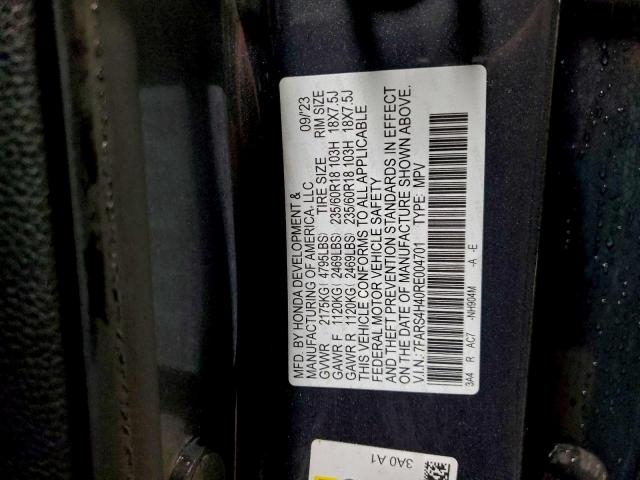 MFD. BY HONDA DEVELOPMENT &
MANUFACTURING OF AMERICA, LLC 09/'23
GVWR 2175KG( 4795LBS) TIRE SIZE RIM SIZE
GAWR F 1120KG( 2469LBS) 235/60R18 103H 18X7.5J
GAWR R 1120KG( 2469LBS) 235/60R18 103H 18X7.5J
THIS VEHICLE CONFORMS TO ALL APPLICABLE
FEDERAL MOTOR VEHICLE SAFETY
AND THEFT PREVENTION STANDARDS IN EFFECT
ON THE DATE OF MANUFACTURE SHOWN ABOVE.
V.I.N.: 7FARS4H40RE004701 TYPE: MPV
3A4 R AC7 -NH904M -A -E
3A0 A1